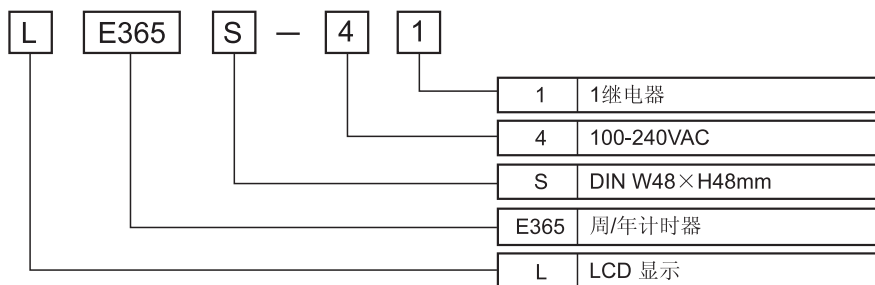 L E365 S — 4 1
1 1继电器
4 100-240VAC
S DIN W48×H48mm
E365 周/年计时器
L LCD 显示